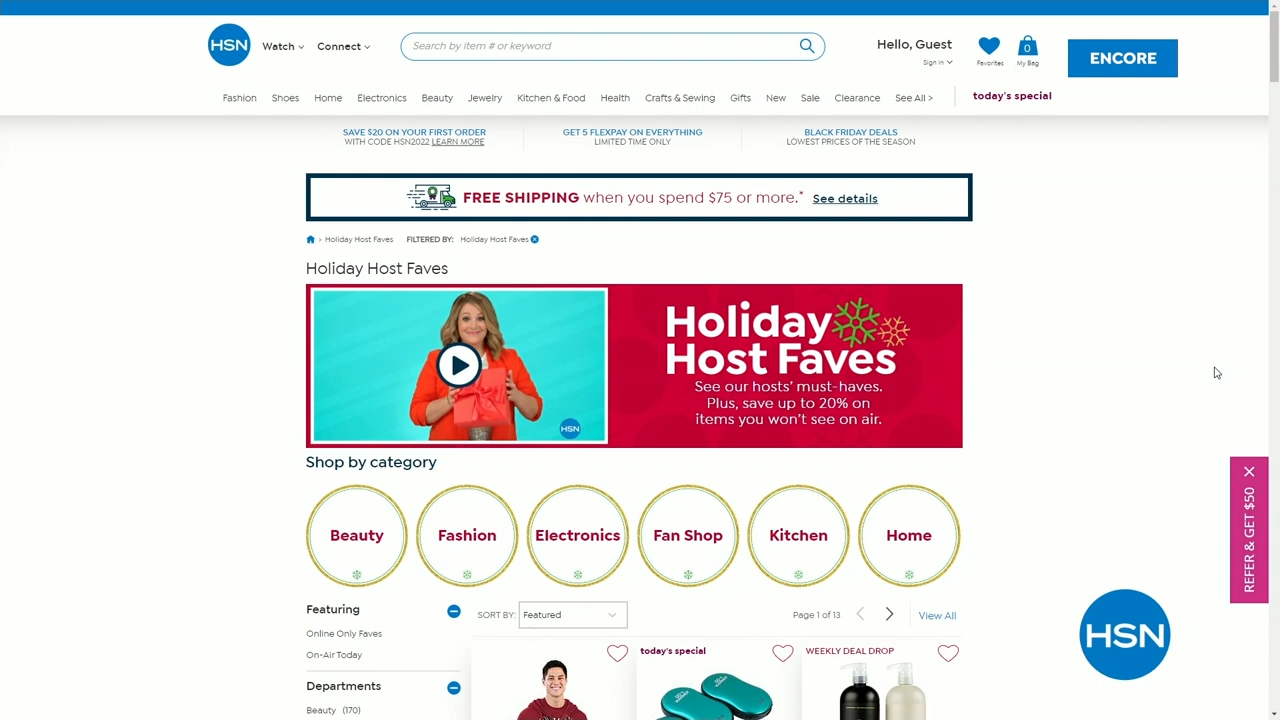 HSN
Watch
Connect
Search by item # or keyword
Hello, Guest
Sign In
Favorites
0
My Bag
ENCORE
Fashion
Shoes
Home
Electronics
Beauty
Jewelry
Kitchen & Food
Health
Crafts & Sewing
Gifts
New
Sale
Clearance
See All >
today's special
SAVE $20 ON YOUR FIRST ORDER
WITH CODE HSN2022 LEARN MORE
GET 5 FLEXPAY ON EVERYTHING
LIMITED TIME ONLY
BLACK FRIDAY DEALS
LOWEST PRICES OF THE SEASON
FREE SHIPPING when you spend $75 or more.* See details
> Holiday Host Faves
FILTERED BY: Holiday Host Faves
Holiday Host Faves
HSN
Holiday
Host Faves
See our hosts' must-haves.
Plus, save up to 20% on
items you won't see on air.
Shop by category
Beauty
Fashion
Electronics
Fan Shop
Kitchen
Home
REFER & GET $50
Featuring
Online Only Faves
On-Air Today
Departments
Beauty (170)
SORT BY: Featured
Page 1 of 13
View All
today's special
WEEKLY DEAL DROP
HSN